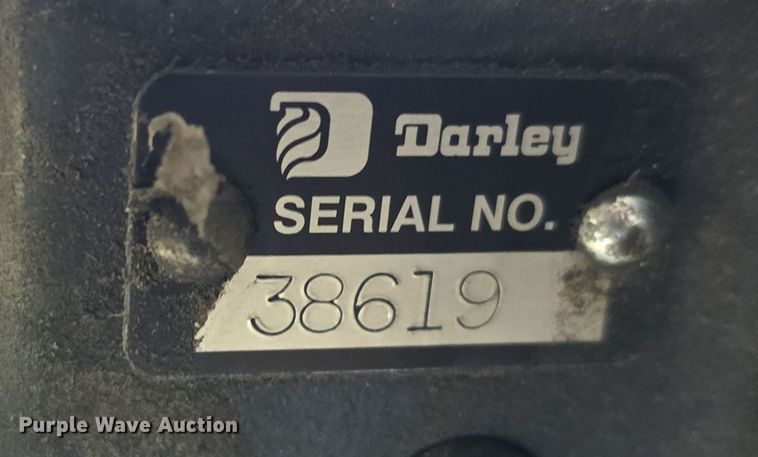 Darley
SERIAL NO.
38619
Purple Wave Auction